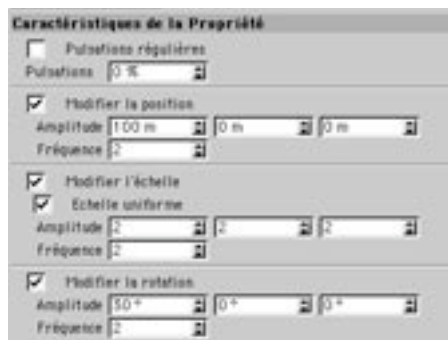 Caractéristiques de la Propriété
Pulsations régulières
Pulsations 0 %
Modifier la position
Amplitude 100 m 0 m 0 m
Fréquence 2
Modifier l'échelle
Echelle uniforme
Amplitude 2 2 2
Fréquence 2
Modifier la rotation
Amplitude 50 ° 0 ° 0 °
Fréquence 2